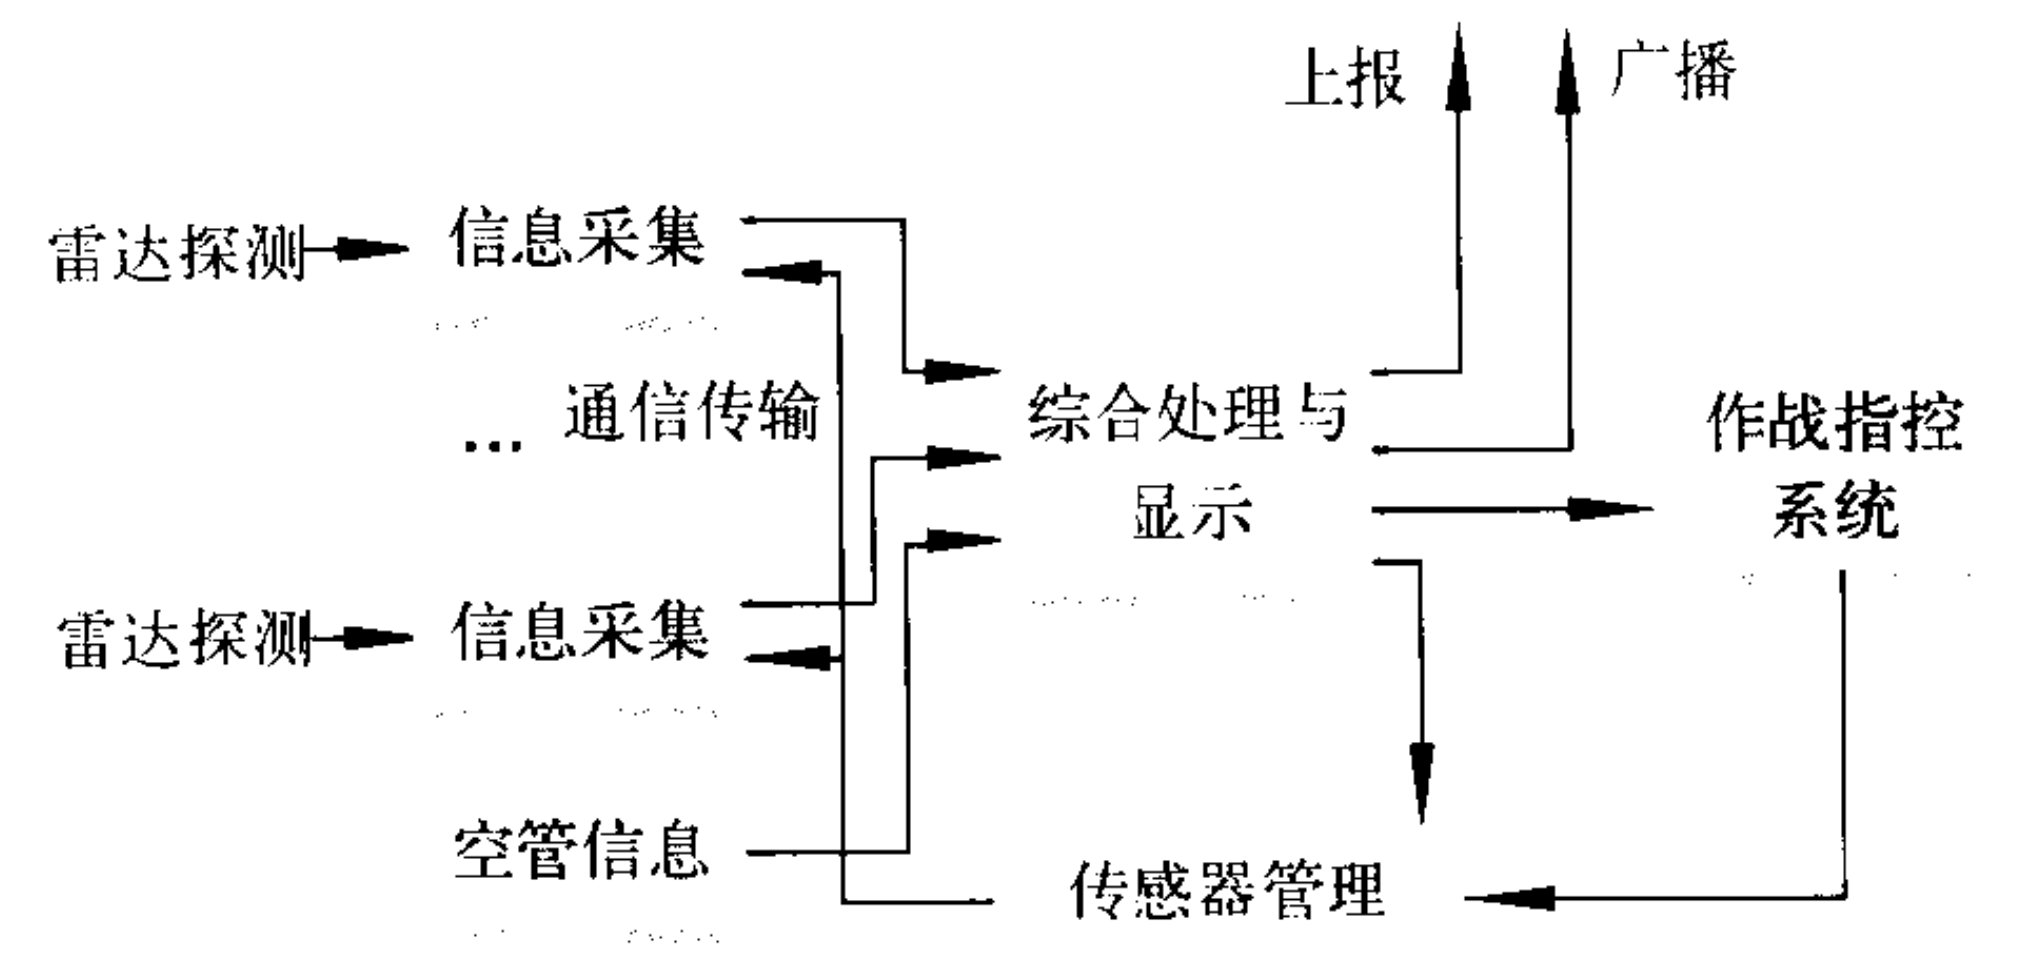 上报
广播
雷达探测
信息采集
通信传输
...
综合处理与
显示
作战指控
系统
雷达探测
信息采集
空管信息
传感器管理